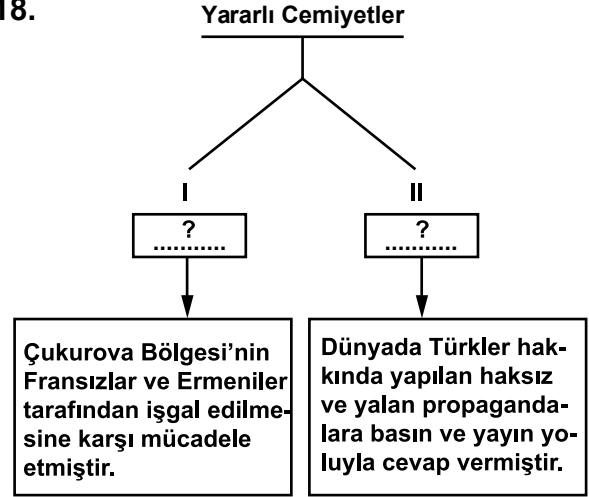 18.
Yararlı Cemiyetler
I
II
?
...........
?
...........
Çukurova Bölgesi’nin
Fransızlar ve Ermeniler
tarafından işgal edilme-
sine karşı mücadele
etmiştir.
Dünyada Türkler hak-
kında yapılan haksız
ve yalan propaganda-
lara basın ve yayın yo-
luyla cevap vermiştir.